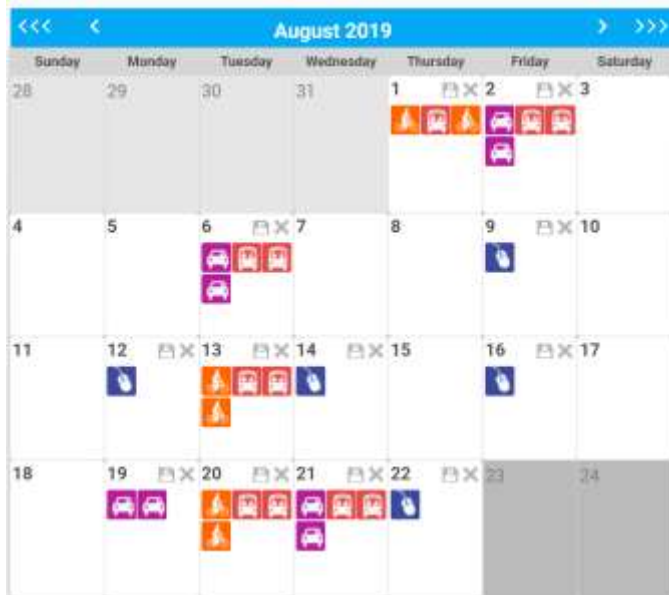 <<< < August 2019 > >>>
Sunday Monday Tuesday Wednesday Thursday Friday Saturday
28 29 30 31 1 2 3
4 5 6 7 8 9 10
11 12 13 14 15 16 17
18 19 20 21 22 23 24